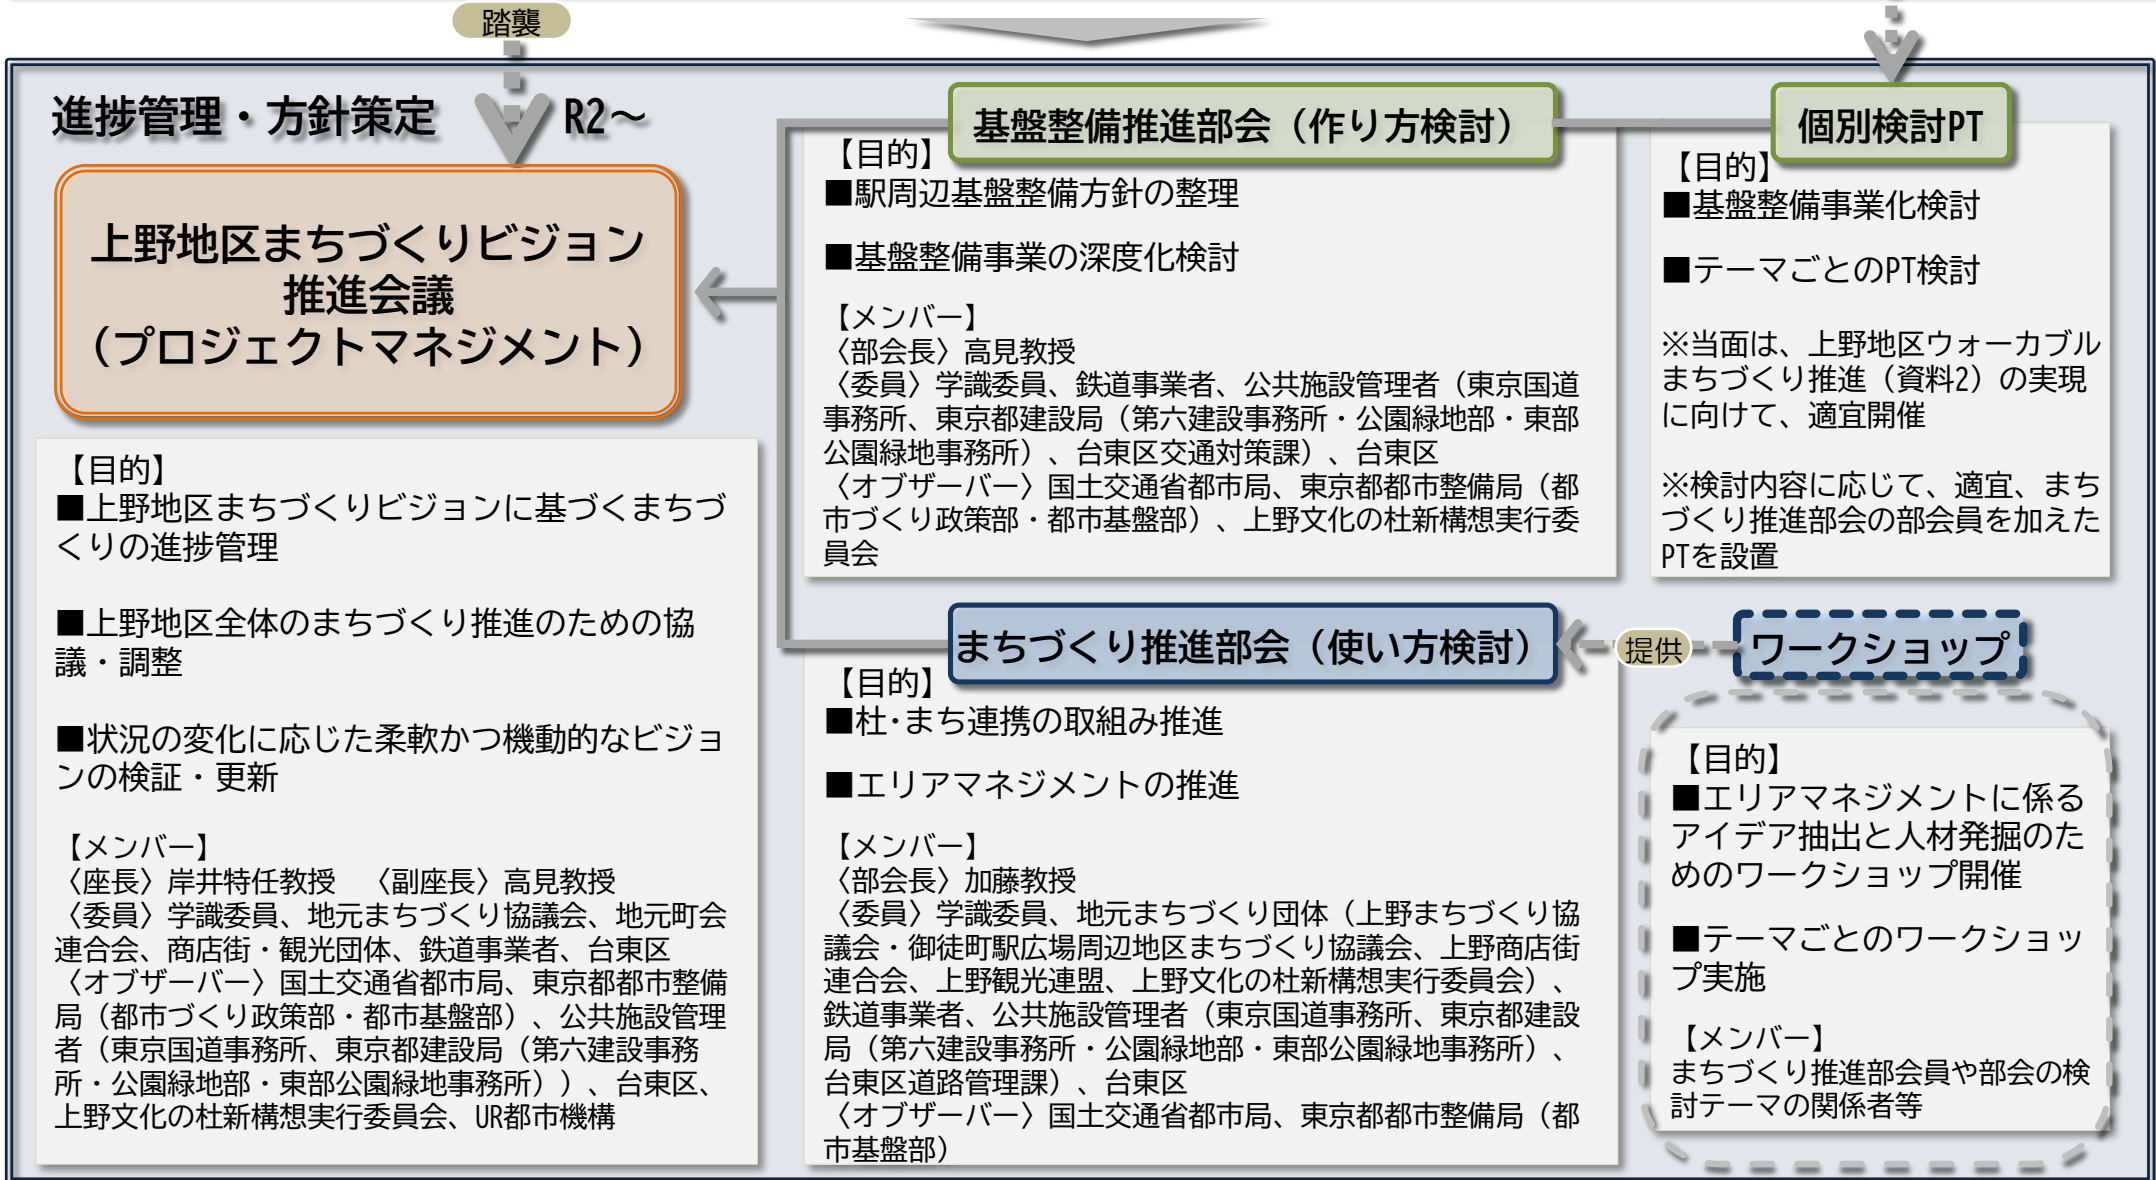 踏襲
進捗管理・方針策定
R2～
上野地区まちづくりビジョン
推進会議
（プロジェクトマネジメント）
【目的】
■上野地区まちづくりビジョンに基づくまちづ
くりの進捗管理
■上野地区全体のまちづくり推進のための協
議・調整
■状況の変化に応じた柔軟かつ機動的なビジョ
ンの検証・更新
【メンバー】
〈座長〉岸井特任教授　〈副座長〉高見教授
〈委員〉学識委員、地元まちづくり協議会、地元町会
連合会、商店街・観光団体、鉄道事業者、台東区
〈オブザーバー〉国土交通省都市局、東京都都市整備
局（都市づくり政策部・都市基盤部）、公共施設管理
者（東京国道事務所、東京都建設局（第六建設事務
所・公園緑地部・東部公園緑地事務所））、台東区、
上野文化の杜新構想実行委員会、UR都市機構
基盤整備推進部会（作り方検討）
【目的】
■駅周辺基盤整備方針の整理
■基盤整備事業の深度化検討
【メンバー】
〈部会長〉高見教授
〈委員〉学識委員、鉄道事業者、公共施設管理者（東京国道
事務所、東京都建設局（第六建設事務所・公園緑地部・東部
公園緑地事務所）、台東区交通対策課）、台東区
〈オブザーバー〉国土交通省都市局、東京都都市整備局（都
市づくり政策部・都市基盤部）、上野文化の杜新構想実行委
員会
個別検討PT
【目的】
■基盤整備事業化検討
■テーマごとのPT検討
※当面は、上野地区ウォーカブル
まちづくり推進（資料2）の実現
に向けて、適宜開催
※検討内容に応じて、適宜、まち
づくり推進部会の部会員を加えた
PTを設置
まちづくり推進部会（使い方検討）
【目的】
■杜･まち連携の取組み推進
■エリアマネジメントの推進
【メンバー】
〈部会長〉加藤教授
〈委員〉学識委員、地元まちづくり団体（上野まちづくり協
議会・御徒町駅広場周辺地区まちづくり協議会、上野商店街
連合会、上野観光連盟、上野文化の杜新構想実行委員会）、
鉄道事業者、公共施設管理者（東京国道事務所、東京都建設
局（第六建設事務所・公園緑地部・東部公園緑地事務所）、
台東区道路管理課）、台東区
〈オブザーバー〉国土交通省都市局、東京都都市整備局（都
市基盤部）
提供
ワークショップ
【目的】
■エリアマネジメントに係る
アイデア抽出と人材発掘のた
めのワークショップ開催
■テーマごとのワークショッ
プ実施
【メンバー】
まちづくり推進部会員や部会の検
討テーマの関係者等